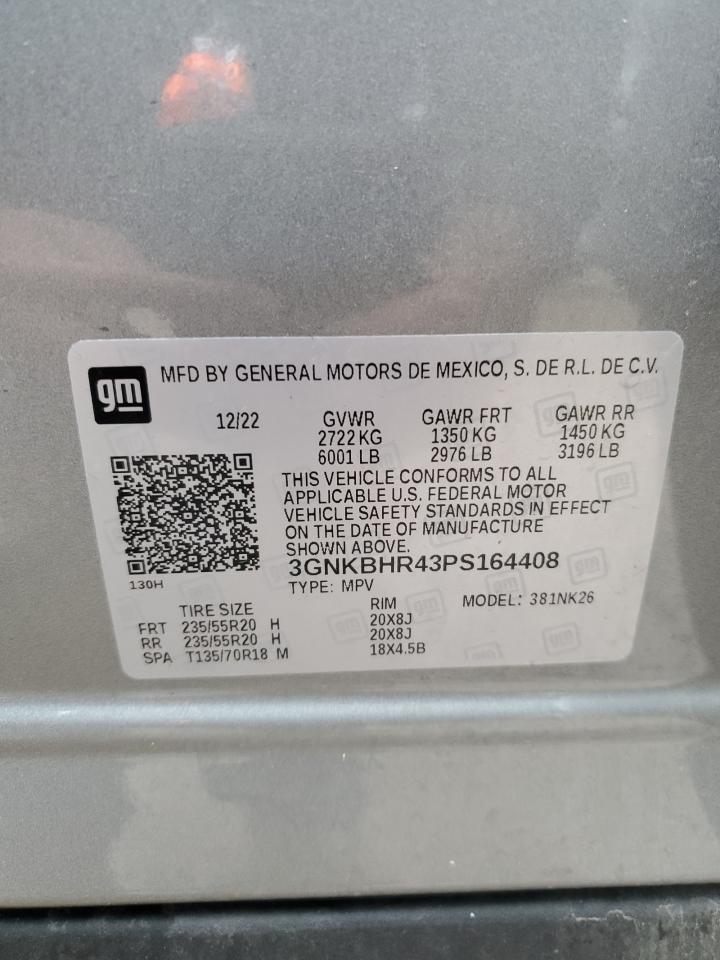 gm MFD BY GENERAL MOTORS DE MEXICO, S. DE R.L. DE C.V.
12/22 GVWR GAWR FRT GAWR RR
2722 KG 1350 KG 1450 KG
6001 LB 2976 LB 3196 LB
THIS VEHICLE CONFORMS TO ALL
APPLICABLE U.S. FEDERAL MOTOR
VEHICLE SAFETY STANDARDS IN EFFECT
ON THE DATE OF MANUFACTURE
SHOWN ABOVE.
3GNKBHR43PS164408
130H TYPE: MPV
TIRE SIZE RIM MODEL: 381NK26
FRT 235/55R20 H 20X8J
RR 235/55R20 H 20X8J
SPA T135/70R18 M 18X4.5B